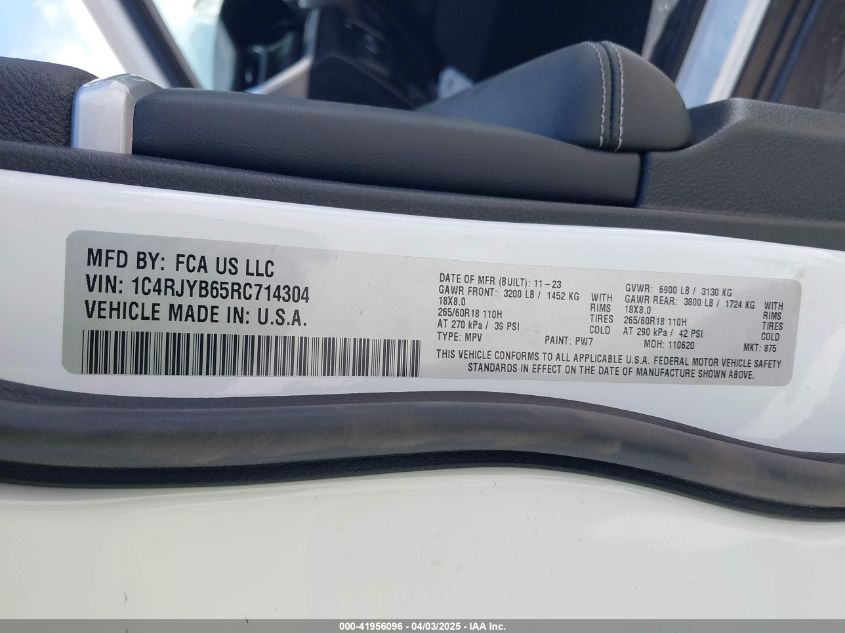 MFD BY: FCA US LLC
VIN: 1C4RJYB65RC714304
VEHICLE MADE IN: U.S.A.
DATE OF MFR (BUILT): 11-23 GVWR: 6900 LB / 3130 KG
GAWR FRONT: 3200 LB / 1452 KG GAWR REAR: 3800 LB / 1724 KG
18X8.0 RIMS 18X8.0 RIMS
265/60R18 110H TIRES 265/60R18 110H TIRES
AT 270 kPa / 39 PSI COLD AT 290 kPa / 42 PSI COLD
TYPE: MPV PAINT: PW7 MDH: 110620 MKT: 875
THIS VEHICLE CONFORMS TO ALL APPLICABLE U.S.A. FEDERAL MOTOR VEHICLE SAFETY
STANDARDS IN EFFECT ON THE DATE OF MANUFACTURE SHOWN ABOVE.
000-41956096 - 04/03/2025 - IAA Inc.